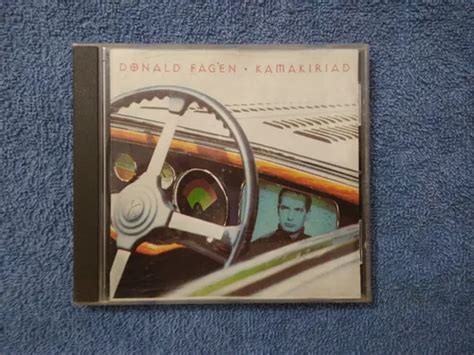 DONALD FAGEN • KAMAKIRIAD